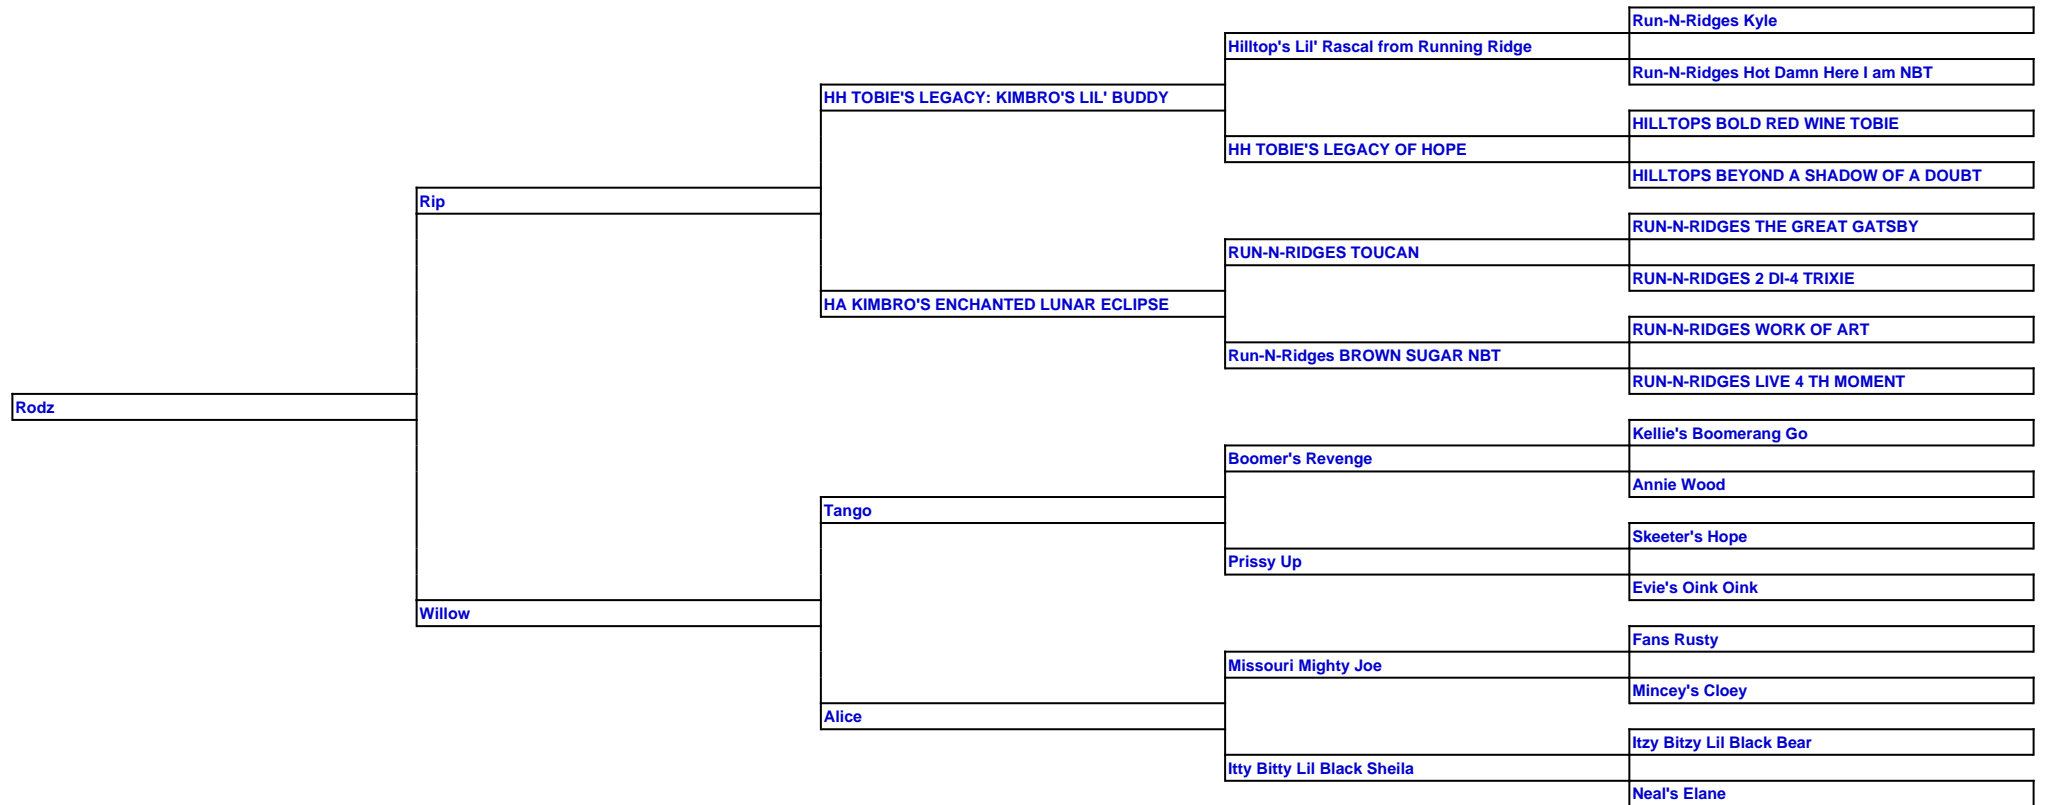 Run-N-Ridges Kyle
Hilltop's Lil' Rascal from Running Ridge
Run-N-Ridges Hot Damn Here I am NBT
HH TOBIE'S LEGACY: KIMBRO'S LIL' BUDDY
HILLTOPS BOLD RED WINE TOBIE
HH TOBIE'S LEGACY OF HOPE
HILLTOPS BEYOND A SHADOW OF A DOUBT
Rip
RUN-N-RIDGES THE GREAT GATSBY
RUN-N-RIDGES TOUCAN
RUN-N-RIDGES 2 DI-4 TRIXIE
HA KIMBRO'S ENCHANTED LUNAR ECLIPSE
RUN-N-RIDGES WORK OF ART
Run-N-Ridges BROWN SUGAR NBT
RUN-N-RIDGES LIVE 4 TH MOMENT
Rodz
Kellie's Boomerang Go
Boomer's Revenge
Annie Wood
Tango
Skeeter's Hope
Prissy Up
Evie's Oink Oink
Willow
Fans Rusty
Missouri Mighty Joe
Mincey's Cloey
Alice
Itzy Bitzy Lil Black Bear
Itty Bitty Lil Black Sheila
Neal's Elane